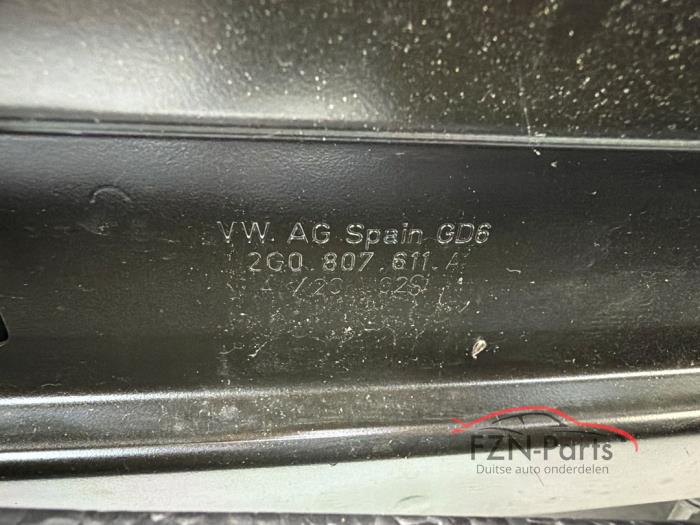 VW. AG Spain GD6
2G0.807.611.A
FZN-Parts
Duitse auto onderdelen